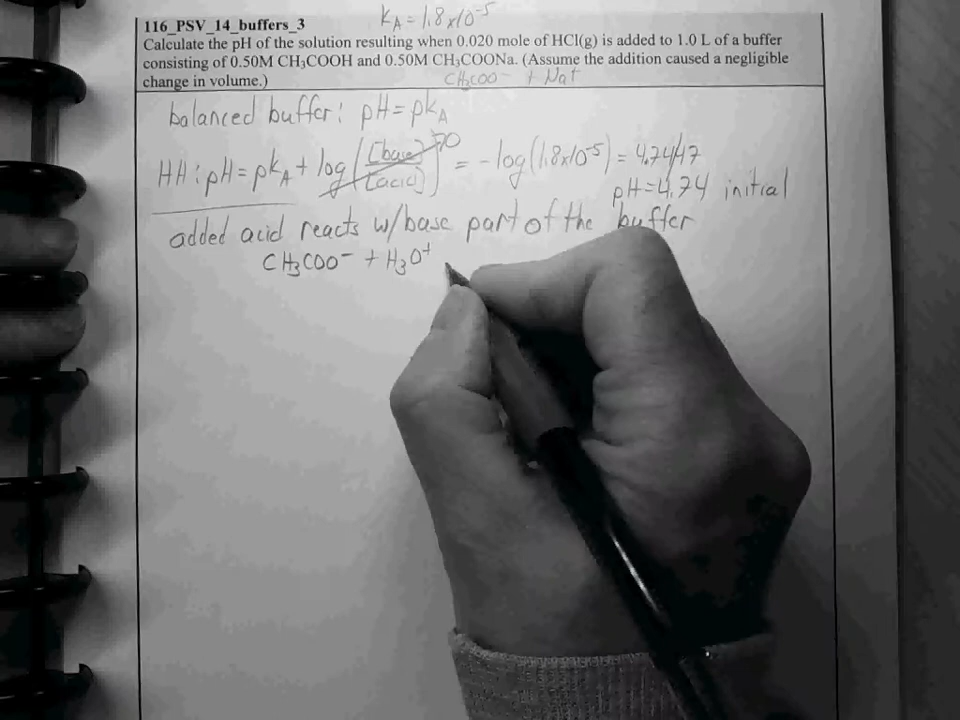 K_A = 1.8x10^-5
116_PSV_14_buffers_3
Calculate the pH of the solution resulting when 0.020 mole of HCl(g) is added to 1.0 L of a buffer
consisting of 0.50M CH₃COOH and 0.50M CH₃COONa. (Assume the addition caused a negligible
CH₃COO⁻ + Na⁺
change in volume.)
balanced buffer: pH = pK_A
HH: pH = pK_A + log([base]/[acid])→0 = -log(1.8x10^-5) = 4.7447
pH = 4.74 initial
added acid reacts w/base part of the buffer
CH₃COO⁻ + H₃O⁺